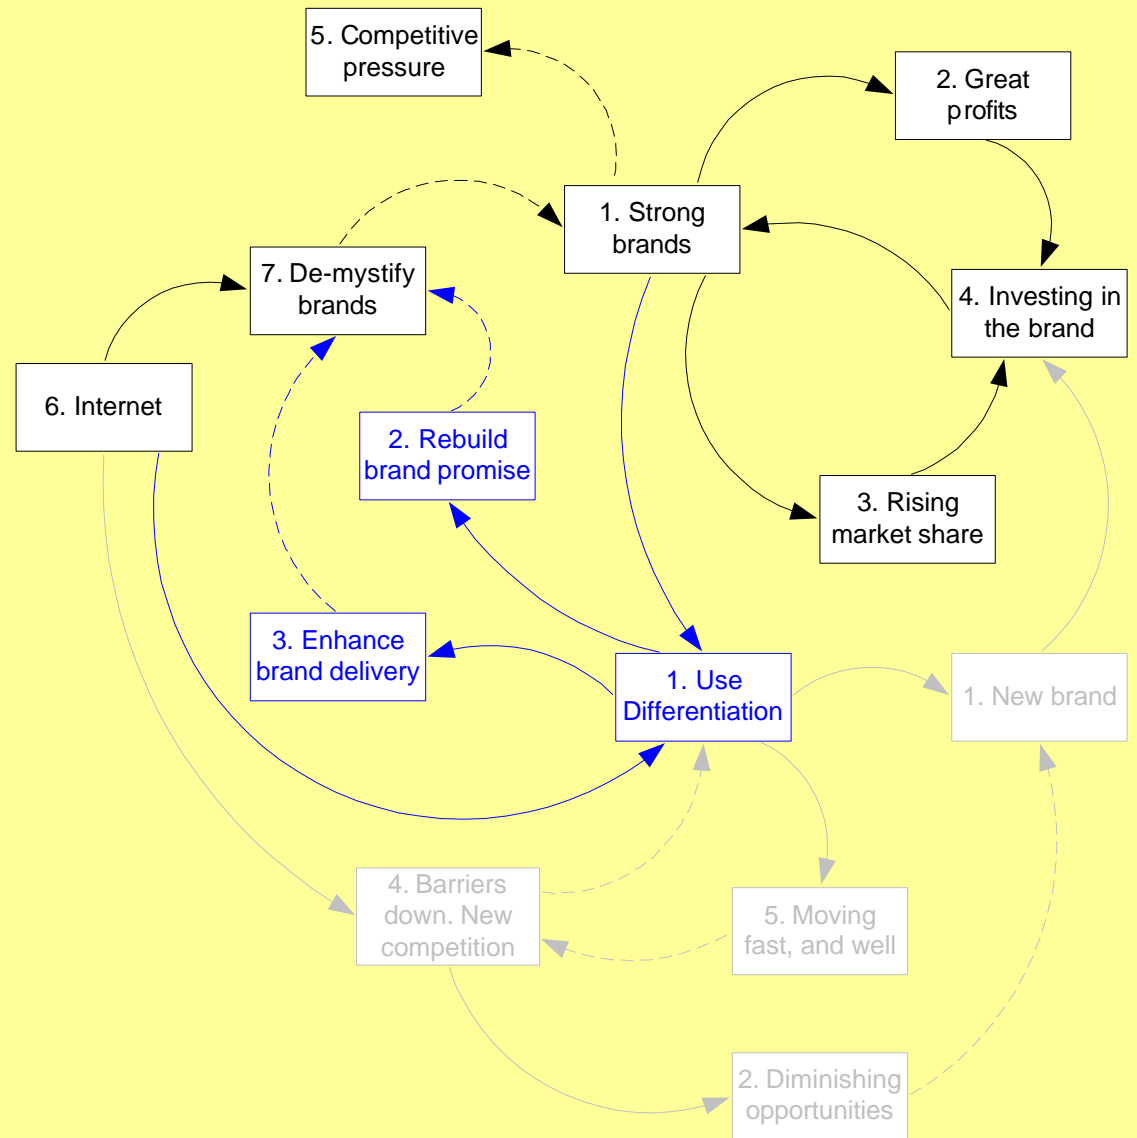 5. Competitive
pressure
2. Great
profits
1. Strong
brands
7. De-mystify
brands
4. Investing in
the brand
6. Internet
2. Rebuild
brand promise
3. Rising
market share
3. Enhance
brand delivery
1. Use
Differentiation
1. New brand
4. Barriers
down. New
competition
5. Moving
fast, and well
2. Diminishing
opportunities